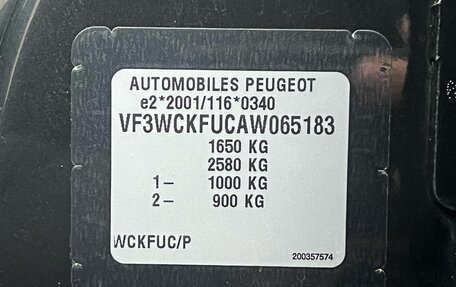 AUTOMOBILES PEUGEOT
e2*2001/116*0340
VF3WCKFUCAW065183
1650 KG
2580 KG
1– 1000 KG
2– 900 KG
WCKFUC/P
200357574